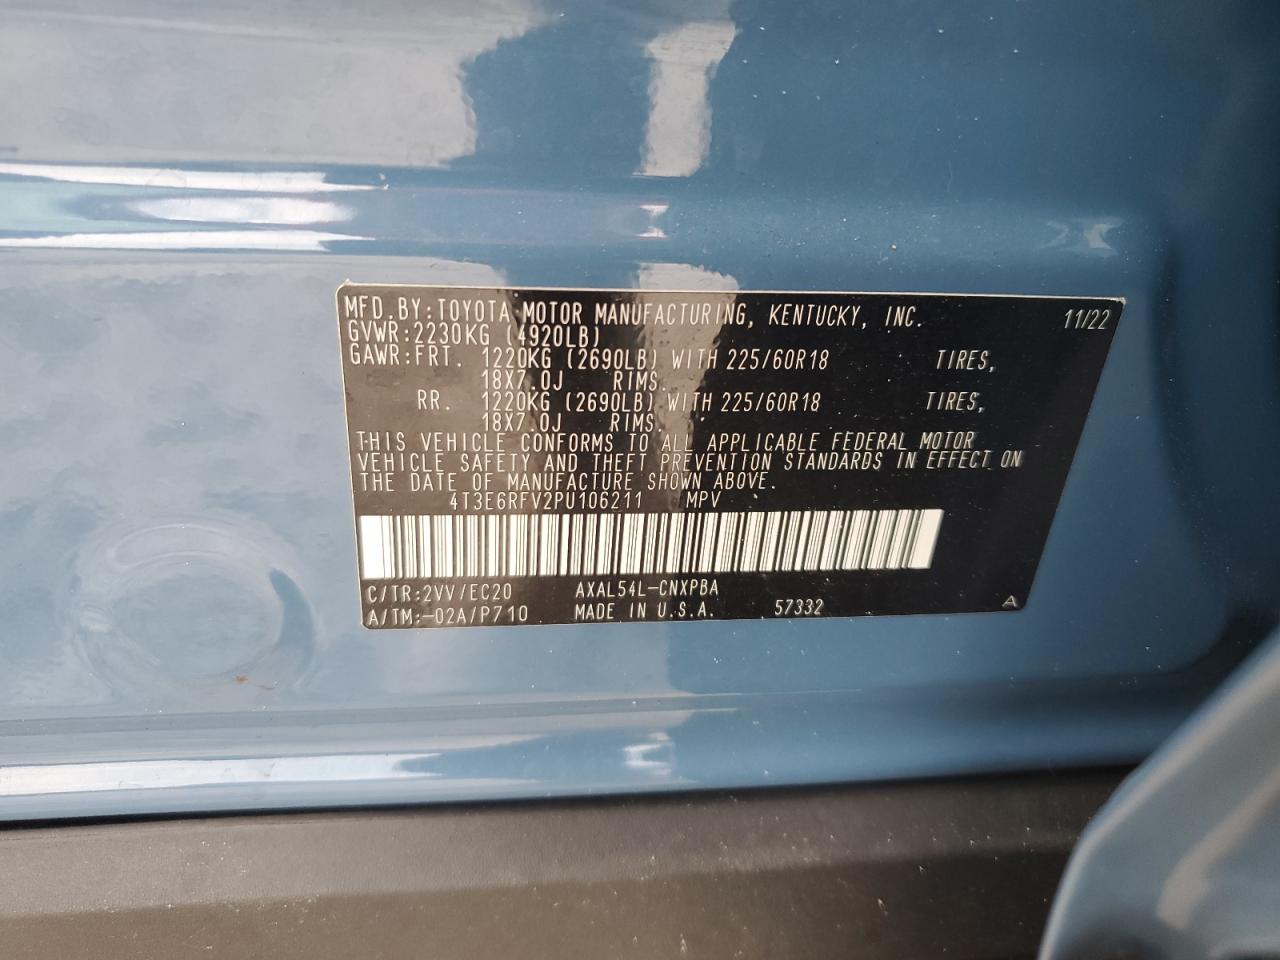 MFD.BY:TOYOTA MOTOR MANUFACTURING, KENTUCKY, INC. 11/22
GVWR:2230KG (4920LB)
GAWR:FRT. 1220KG (2690LB) WITH 225/60R18 TIRES,
18X7.0J RIMS.
RR. 1220KG (2690LB) WITH 225/60R18 TIRES,
18X7.0J RIMS.
THIS VEHICLE CONFORMS TO ALL APPLICABLE FEDERAL MOTOR
VEHICLE SAFETY AND THEFT PREVENTION STANDARDS IN EFFECT ON
THE DATE OF MANUFACTURE SHOWN ABOVE.
4T3E6RFV2PU106211 MPV
C/TR:2VV/EC20 AXAL54L-CNXPBA
A/TM:-02A/P710 MADE IN U.S.A. 57332 A